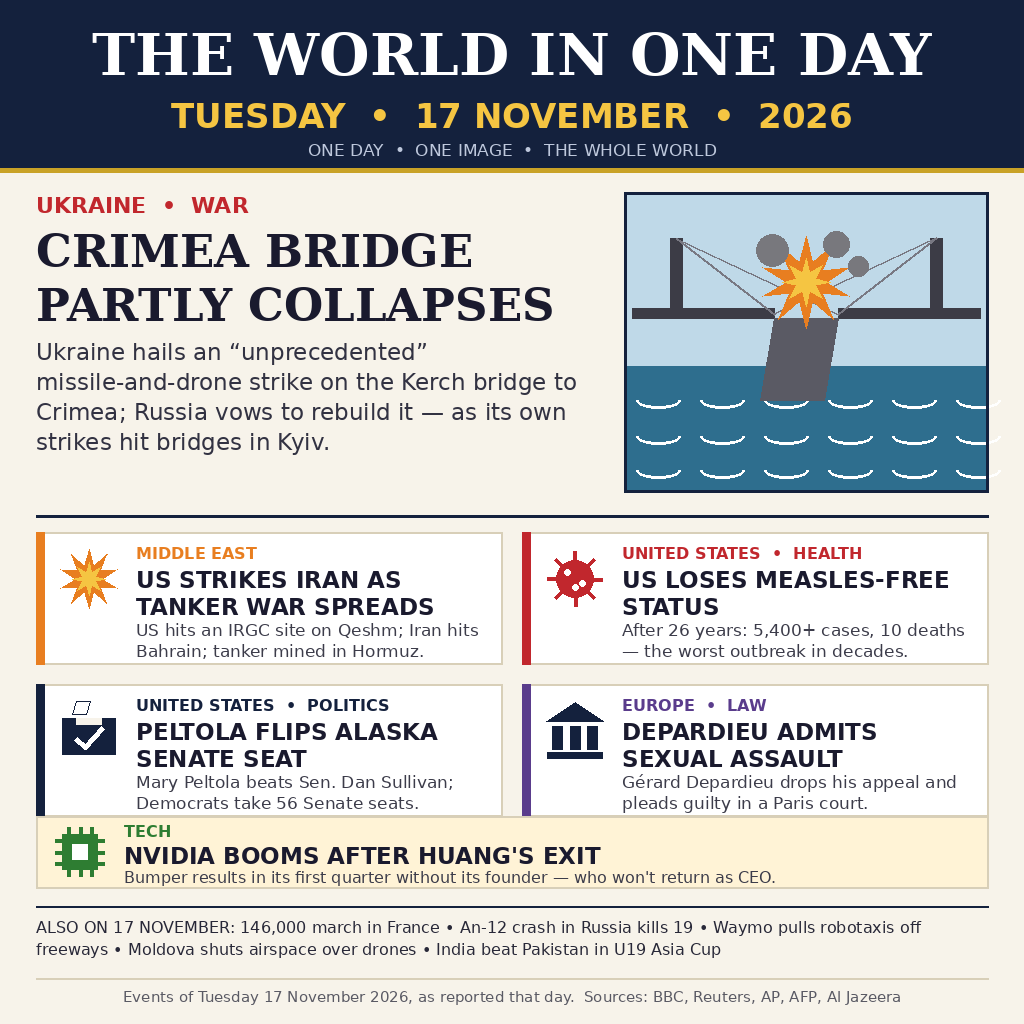 THE WORLD IN ONE DAY
TUESDAY • 17 NOVEMBER • 2026
ONE DAY • ONE IMAGE • THE WHOLE WORLD
UKRAINE • WAR
CRIMEA BRIDGE
PARTLY COLLAPSES
Ukraine hails an “unprecedented”
missile-and-drone strike on the Kerch bridge to
Crimea; Russia vows to rebuild it — as its own
strikes hit bridges in Kyiv.
MIDDLE EAST
US STRIKES IRAN AS
TANKER WAR SPREADS
US hits an IRGC site on Qeshm; Iran hits
Bahrain; tanker mined in Hormuz.
UNITED STATES • HEALTH
US LOSES MEASLES-FREE
STATUS
After 26 years: 5,400+ cases, 10 deaths
— the worst outbreak in decades.
UNITED STATES • POLITICS
PELTOLA FLIPS ALASKA
SENATE SEAT
Mary Peltola beats Sen. Dan Sullivan;
Democrats take 56 Senate seats.
EUROPE • LAW
DEPARDIEU ADMITS
SEXUAL ASSAULT
Gérard Depardieu drops his appeal and
pleads guilty in a Paris court.
TECH
NVIDIA BOOMS AFTER HUANG'S EXIT
Bumper results in its first quarter without its founder — who won't return as CEO.
ALSO ON 17 NOVEMBER: 146,000 march in France • An-12 crash in Russia kills 19 • Waymo pulls robotaxis off
freeways • Moldova shuts airspace over drones • India beat Pakistan in U19 Asia Cup
Events of Tuesday 17 November 2026, as reported that day. Sources: BBC, Reuters, AP, AFP, Al Jazeera